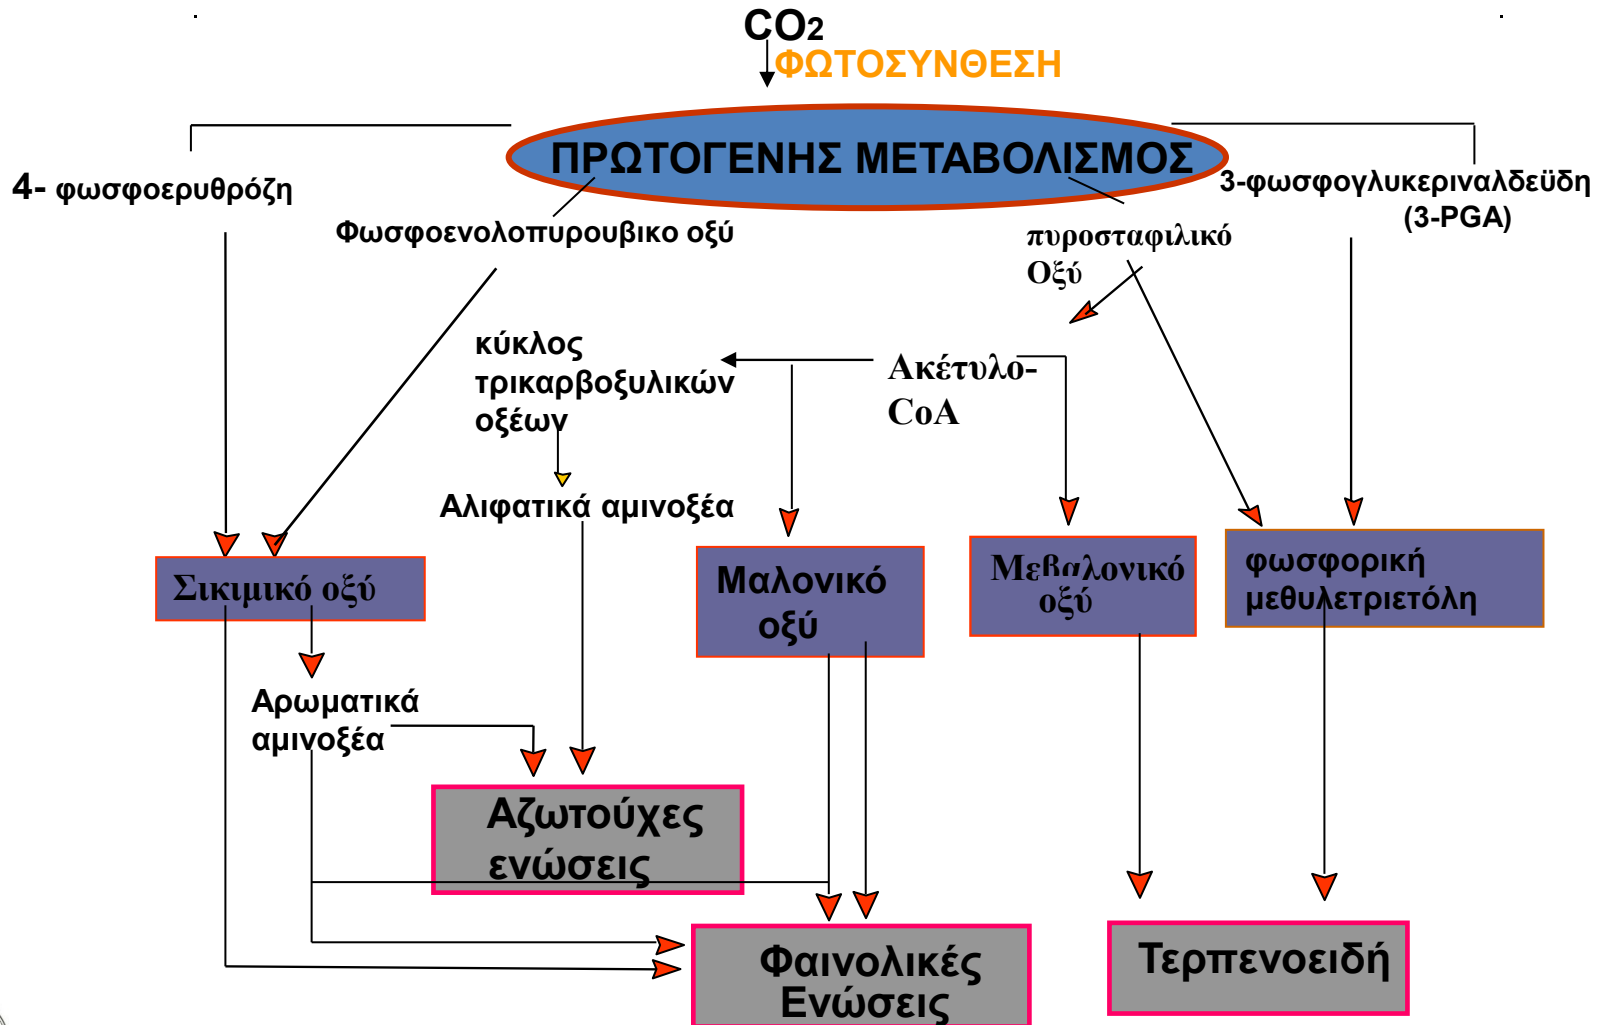 CO2
ΦΩΤΟΣΥΝΘΕΣΗ
ΠΡΩΤΟΓΕΝΗΣ ΜΕΤΑΒΟΛΙΣΜΟΣ
4- φωσφοερυθρόζη
3-φωσφογλυκεριναλδεϋδη
(3-PGA)
Φωσφοενολοπυρουβικο οξύ
πυροσταφιλικό
Οξύ
κύκλος
τρικαρβοξυλικών
οξέων
Ακέτυλο-
CoA
Αλιφατικά αμινοξέα
Σικιμικό οξύ
Μαλονικό
οξύ
Μεβαλονικό
οξύ
φωσφορική
μεθυλετριετόλη
Αρωματικά
αμινοξέα
Αζωτούχες
ενώσεις
Φαινολικές
Ενώσεις
Τερπενοειδή